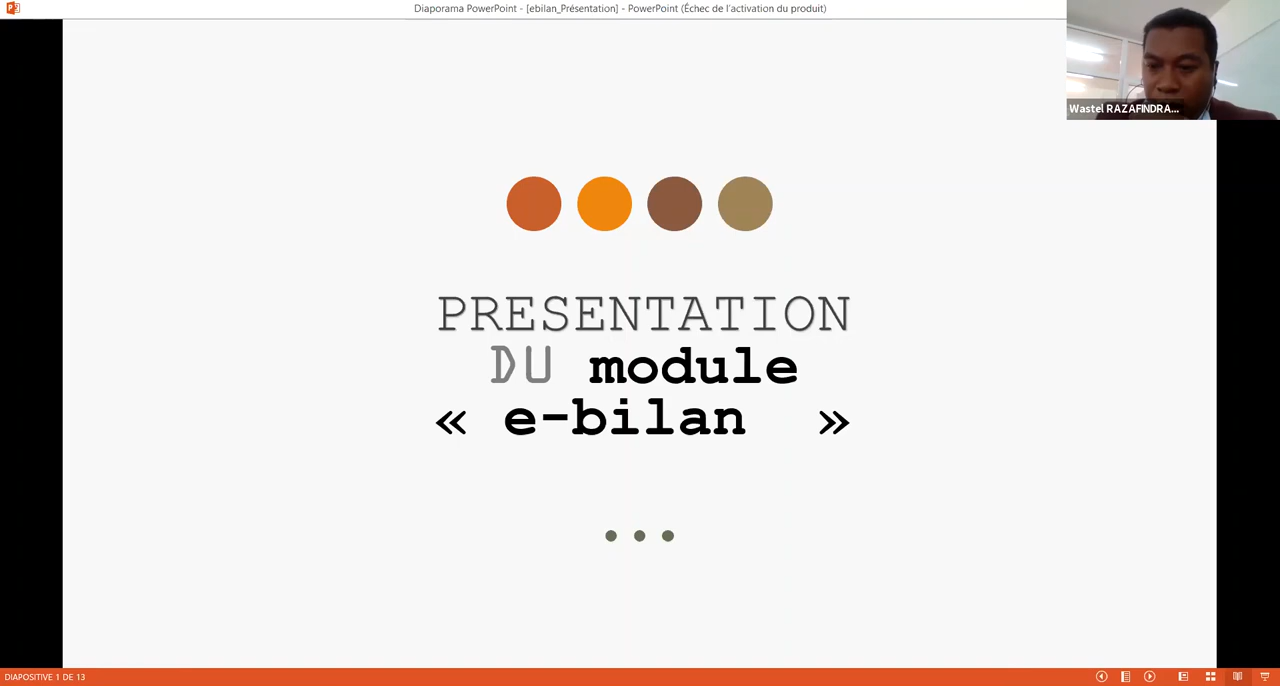 Diaporama PowerPoint - [ebilan_Présentation] - PowerPoint (Échec de l'activation du produit)
Wastel RAZAFINDRA...
PRESENTATION
DU module
« e-bilan »
DIAPOSITIVE 1 DE 13